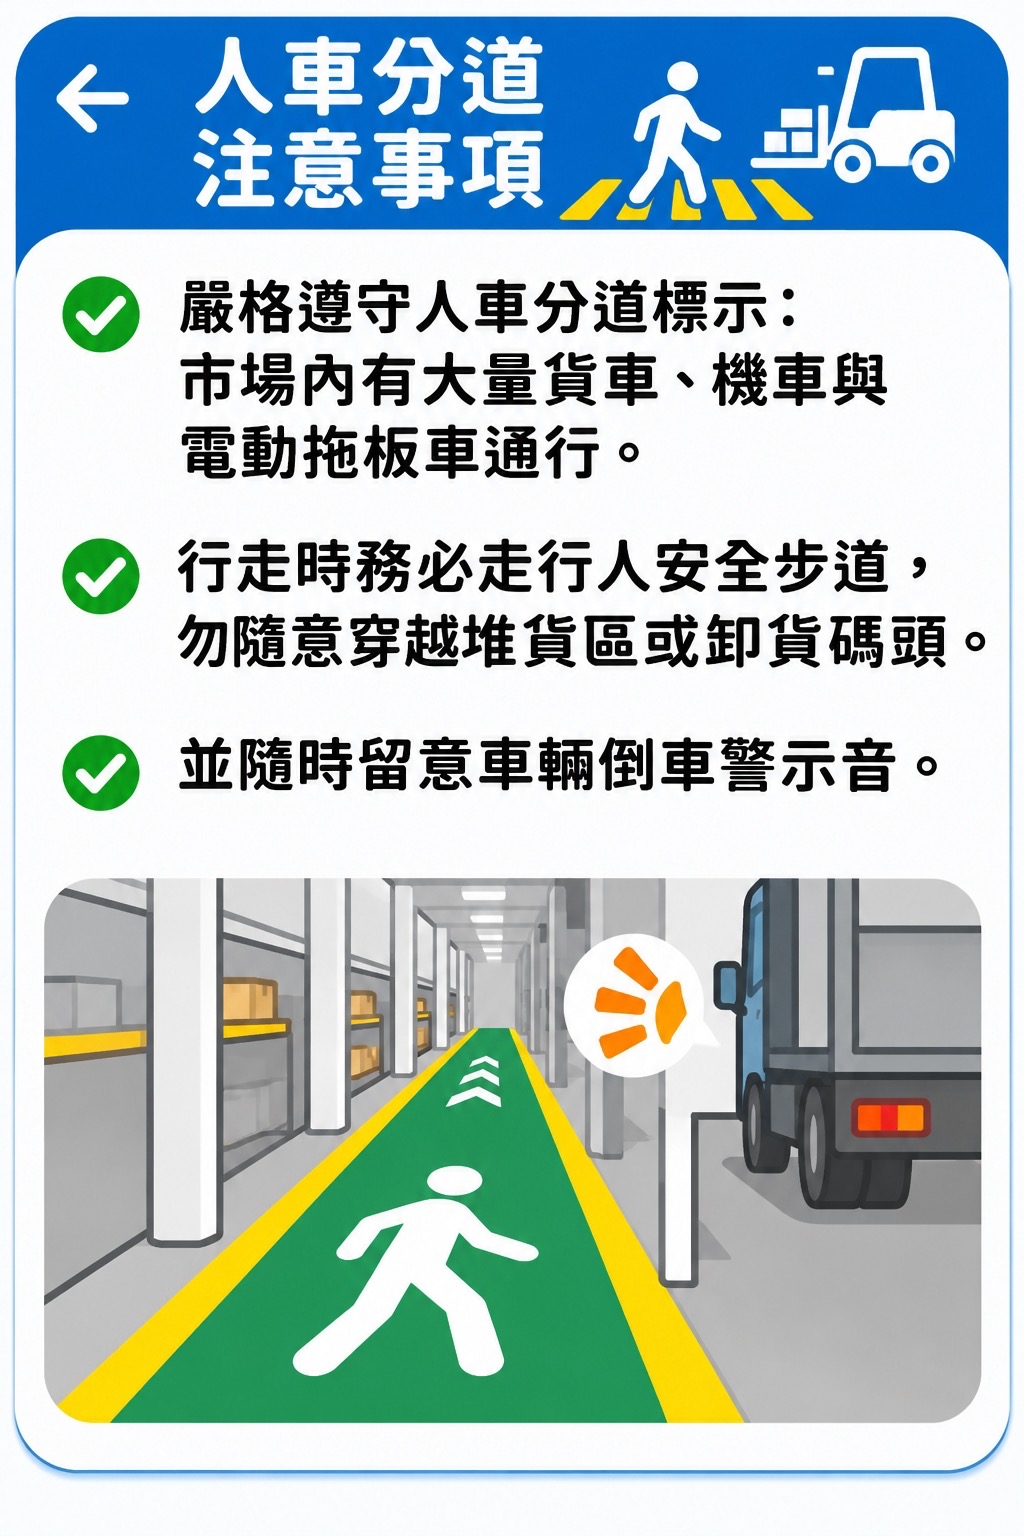 人車分道
注意事項
嚴格遵守人車分道標示：
市場內有大量貨車、機車與
電動拖板車通行。
行走時務必走行人安全步道，
勿隨意穿越堆貨區或卸貨碼頭。
並隨時留意車輛倒車警示音。